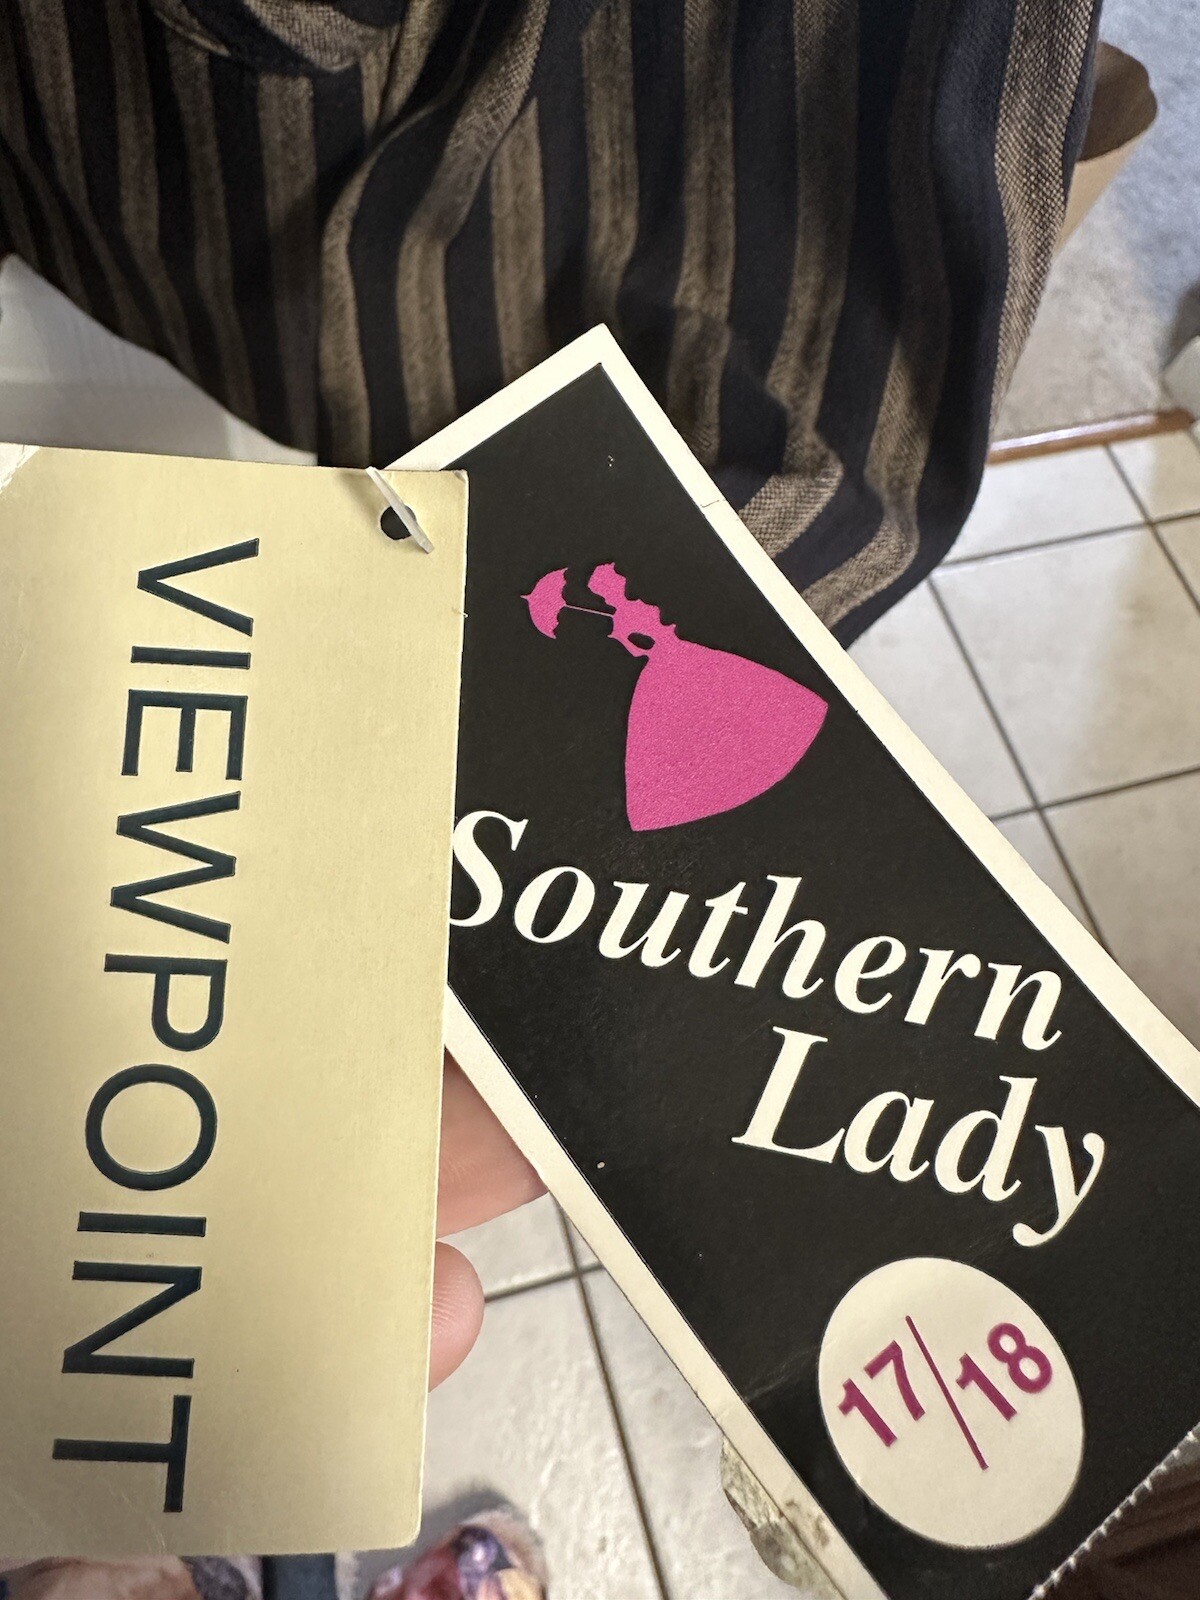 VIEWPOINT
Southern
Lady
17/18